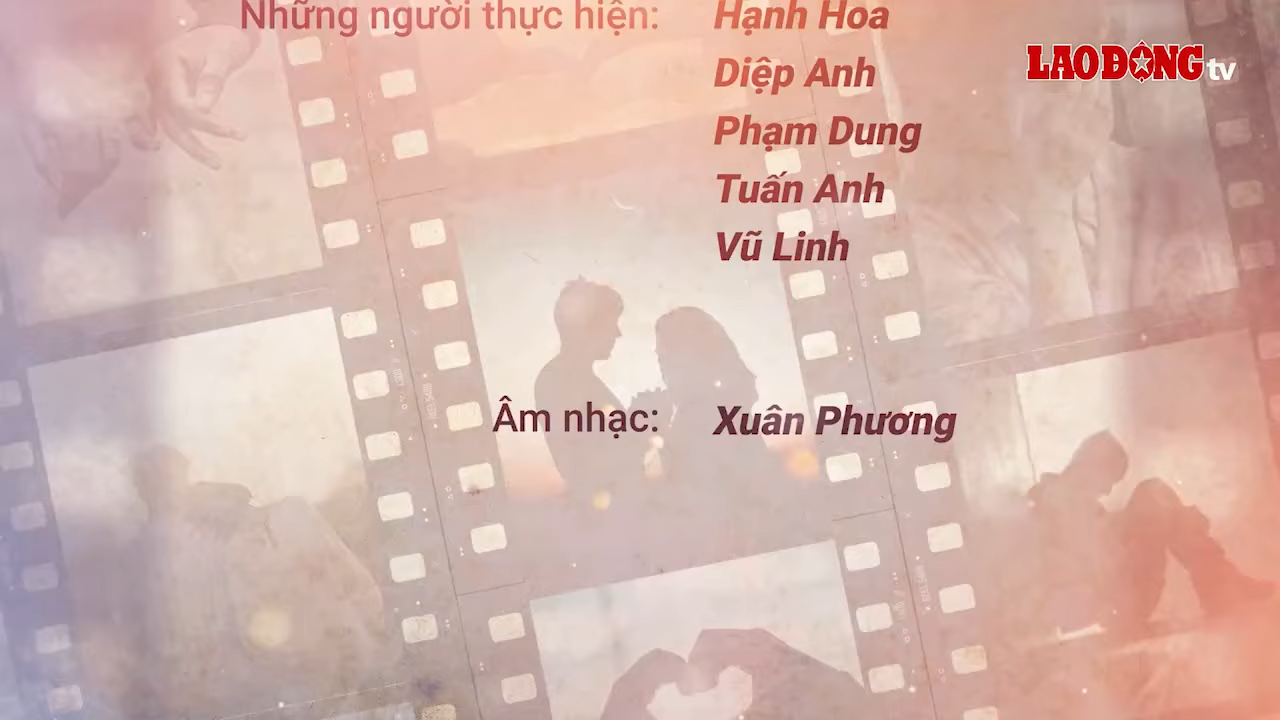 Những người thực hiện: Hạnh Hoa
Diệp Anh
Phạm Dung
Tuấn Anh
Vũ Linh
Âm nhạc: Xuân Phương
LAO ĐỘNG tv